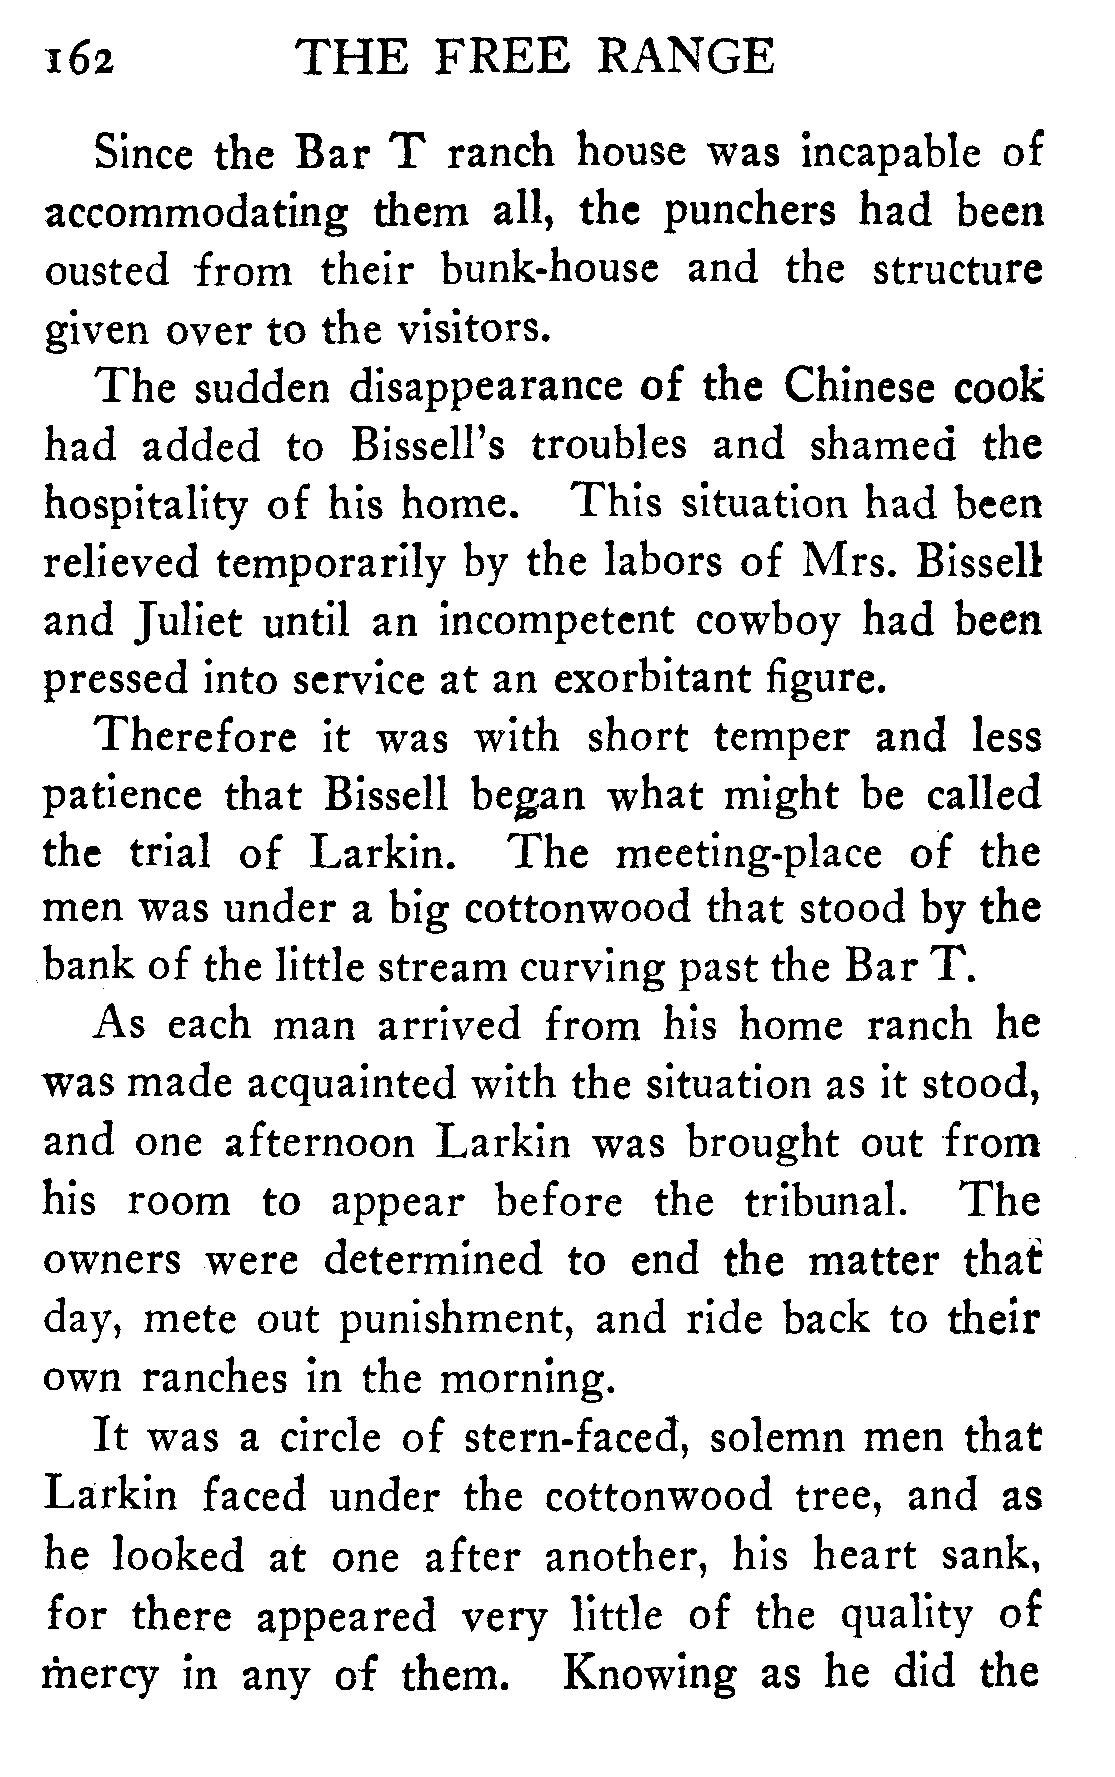 162 THE FREE RANGE
Since the Bar T ranch house was incapable of
accommodating them all, the punchers had been
ousted from their bunk-house and the structure
given over to the visitors.
The sudden disappearance of the Chinese cook
had added to Bissell's troubles and shamed the
hospitality of his home. This situation had been
relieved temporarily by the labors of Mrs. Bissell
and Juliet until an incompetent cowboy had been
pressed into service at an exorbitant figure.
Therefore it was with short temper and less
patience that Bissell began what might be called
the trial of Larkin. The meeting-place of the
men was under a big cottonwood that stood by the
bank of the little stream curving past the Bar T.
As each man arrived from his home ranch he
was made acquainted with the situation as it stood,
and one afternoon Larkin was brought out from
his room to appear before the tribunal. The
owners were determined to end the matter that
day, mete out punishment, and ride back to their
own ranches in the morning.
It was a circle of stern-faced, solemn men that
Larkin faced under the cottonwood tree, and as
he looked at one after another, his heart sank,
for there appeared very little of the quality of
mercy in any of them. Knowing as he did the